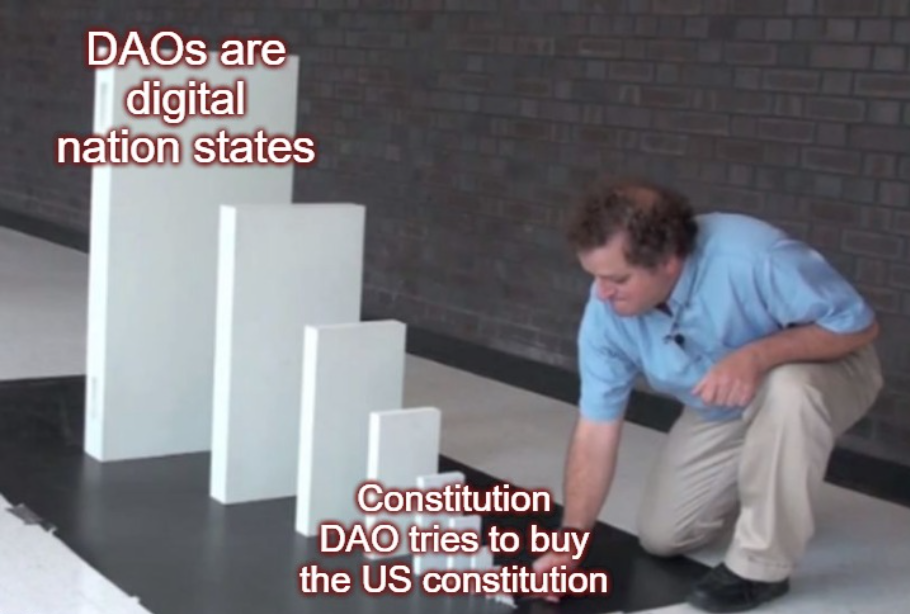 DAOs are
digital
nation states
Constitution
DAO tries to buy
the US constitution